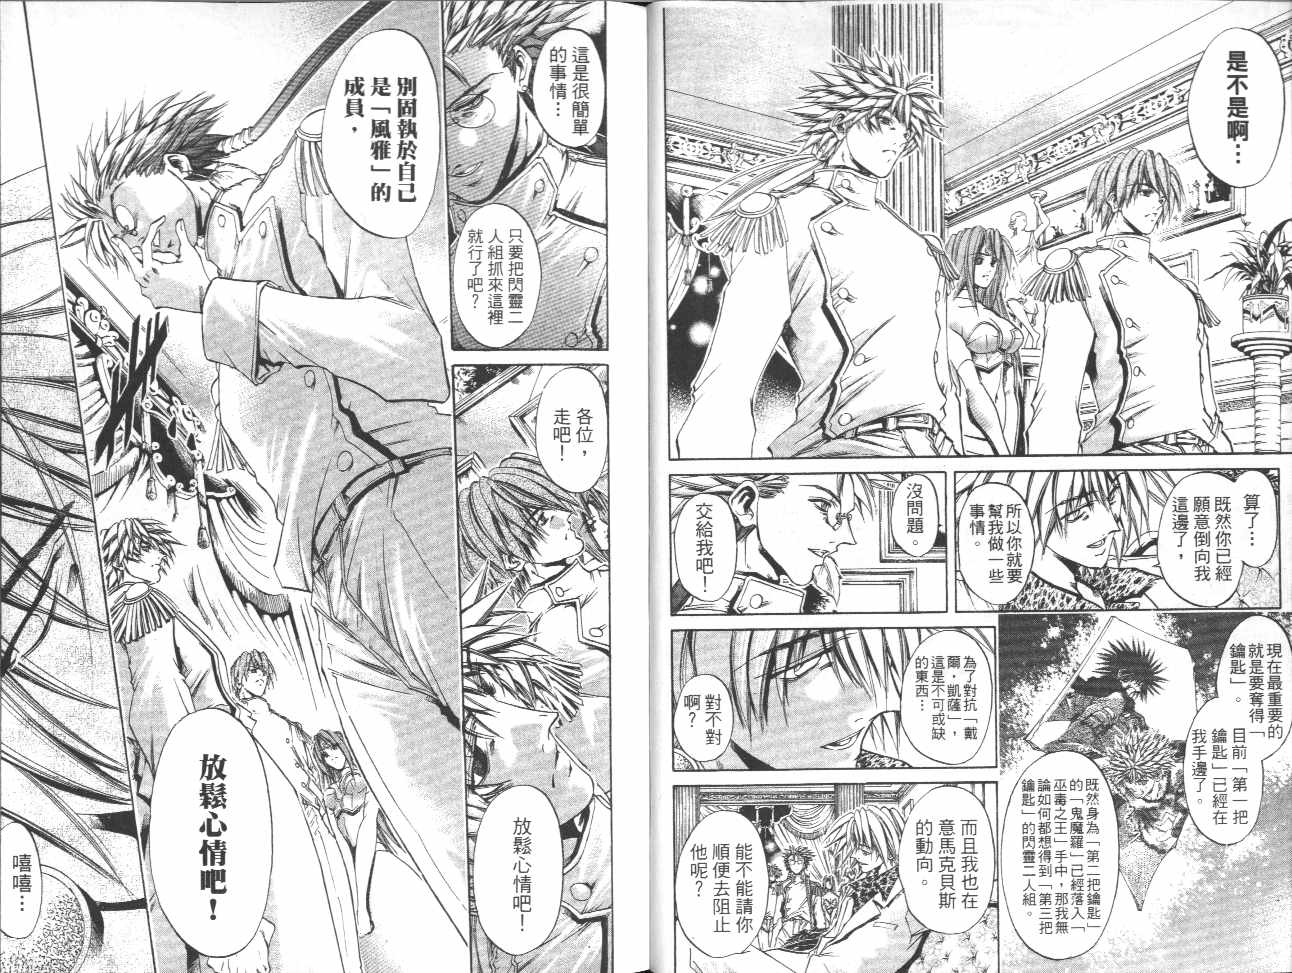 是不是啊…
算了…
既然你已經
願意倒向我
這邊了，
所以你就要
幫我做一些
事情。
沒問題。
交給我吧！
現在最重要的
就是要奪得「
鑰匙」。
目前「第一把
鑰匙」已經在
我手邊了。
既然身為「第二把鑰匙」
的「鬼魔羅」已經落入「
巫毒之王」手中，那我無
論如何都想得到「第三把
鑰匙」的閃靈二人組。
為了對抗「戴
爾．凱薩」，
這是不可或缺
的東西…
對不對
啊？
而且我也在
意馬克貝斯
的動向。
能不能請你
順便去阻止
他呢？
這是很簡單
的事情…
只要把閃靈二
人組抓來這裡
就行了吧？
別固執於自己
是「風雅」的
成員，
各位，
走吧！
放鬆心情吧！
放鬆心情吧！
嘻嘻…